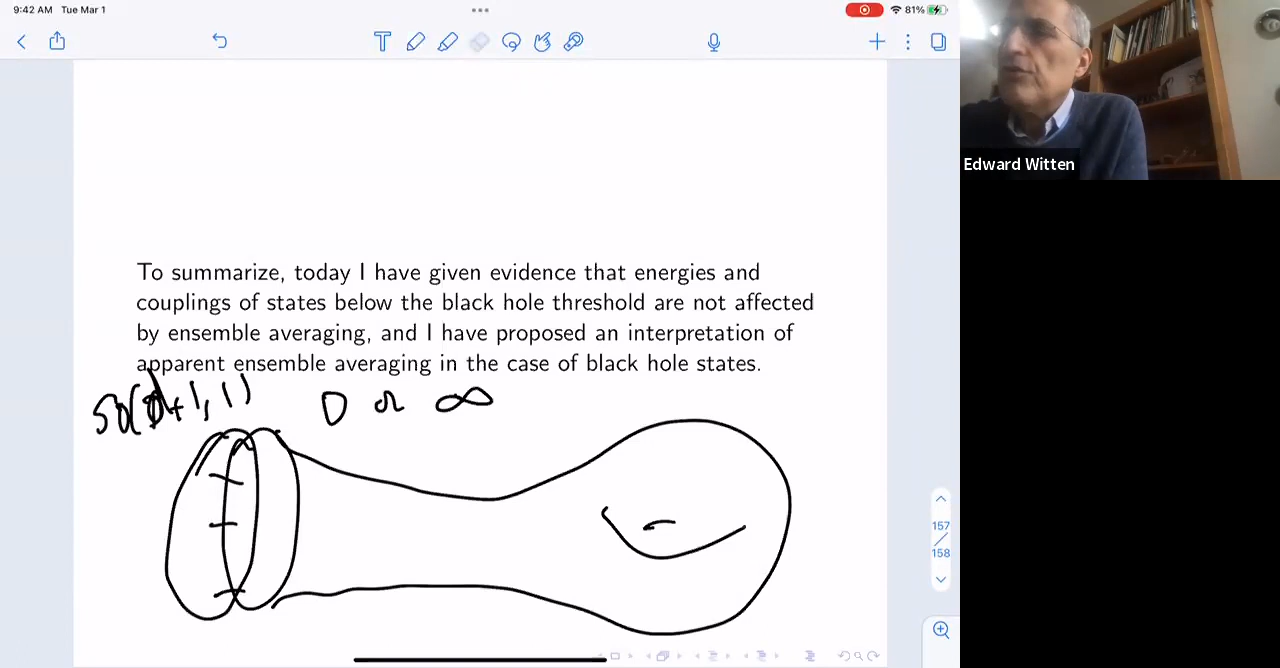 9:42 AM Tue Mar 1
81%
Edward Witten
To summarize, today I have given evidence that energies and
couplings of states below the black hole threshold are not affected
by ensemble averaging, and I have proposed an interpretation of
apparent ensemble averaging in the case of black hole states.
SO(d+1,1) 0 or ∞
157
158